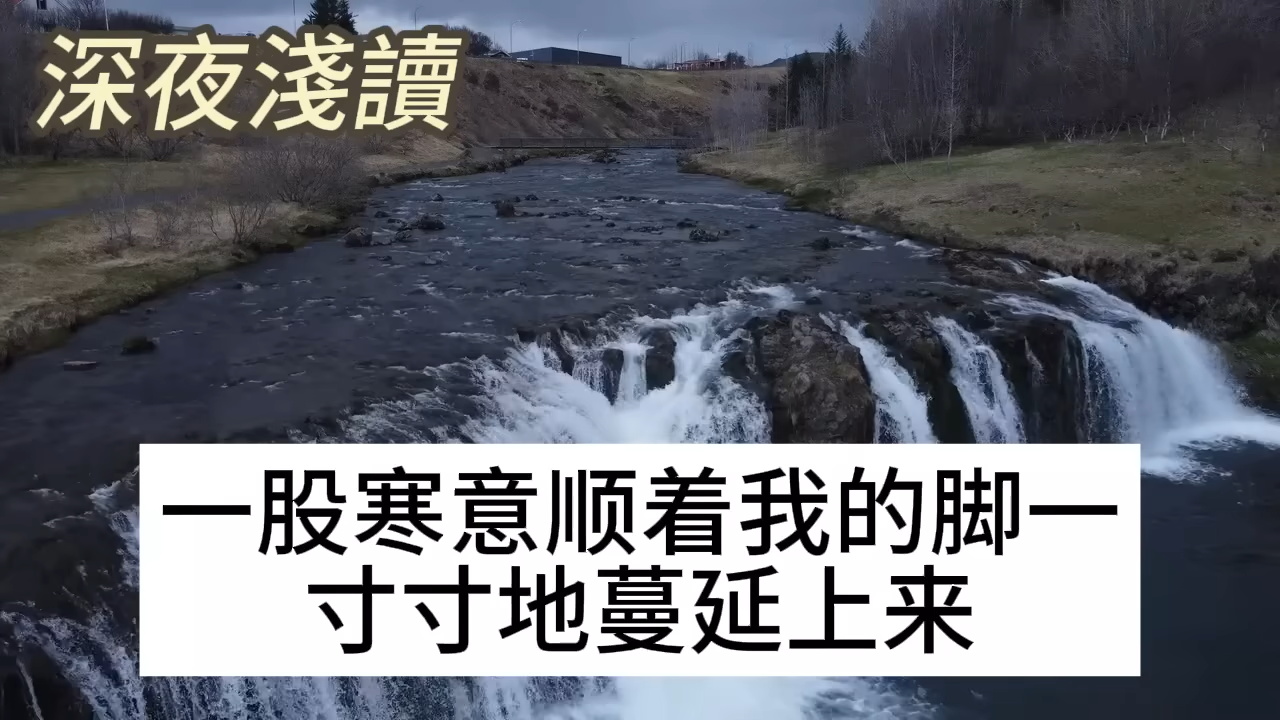 深夜淺讀
一股寒意顺着我的脚一
寸寸地蔓延上来